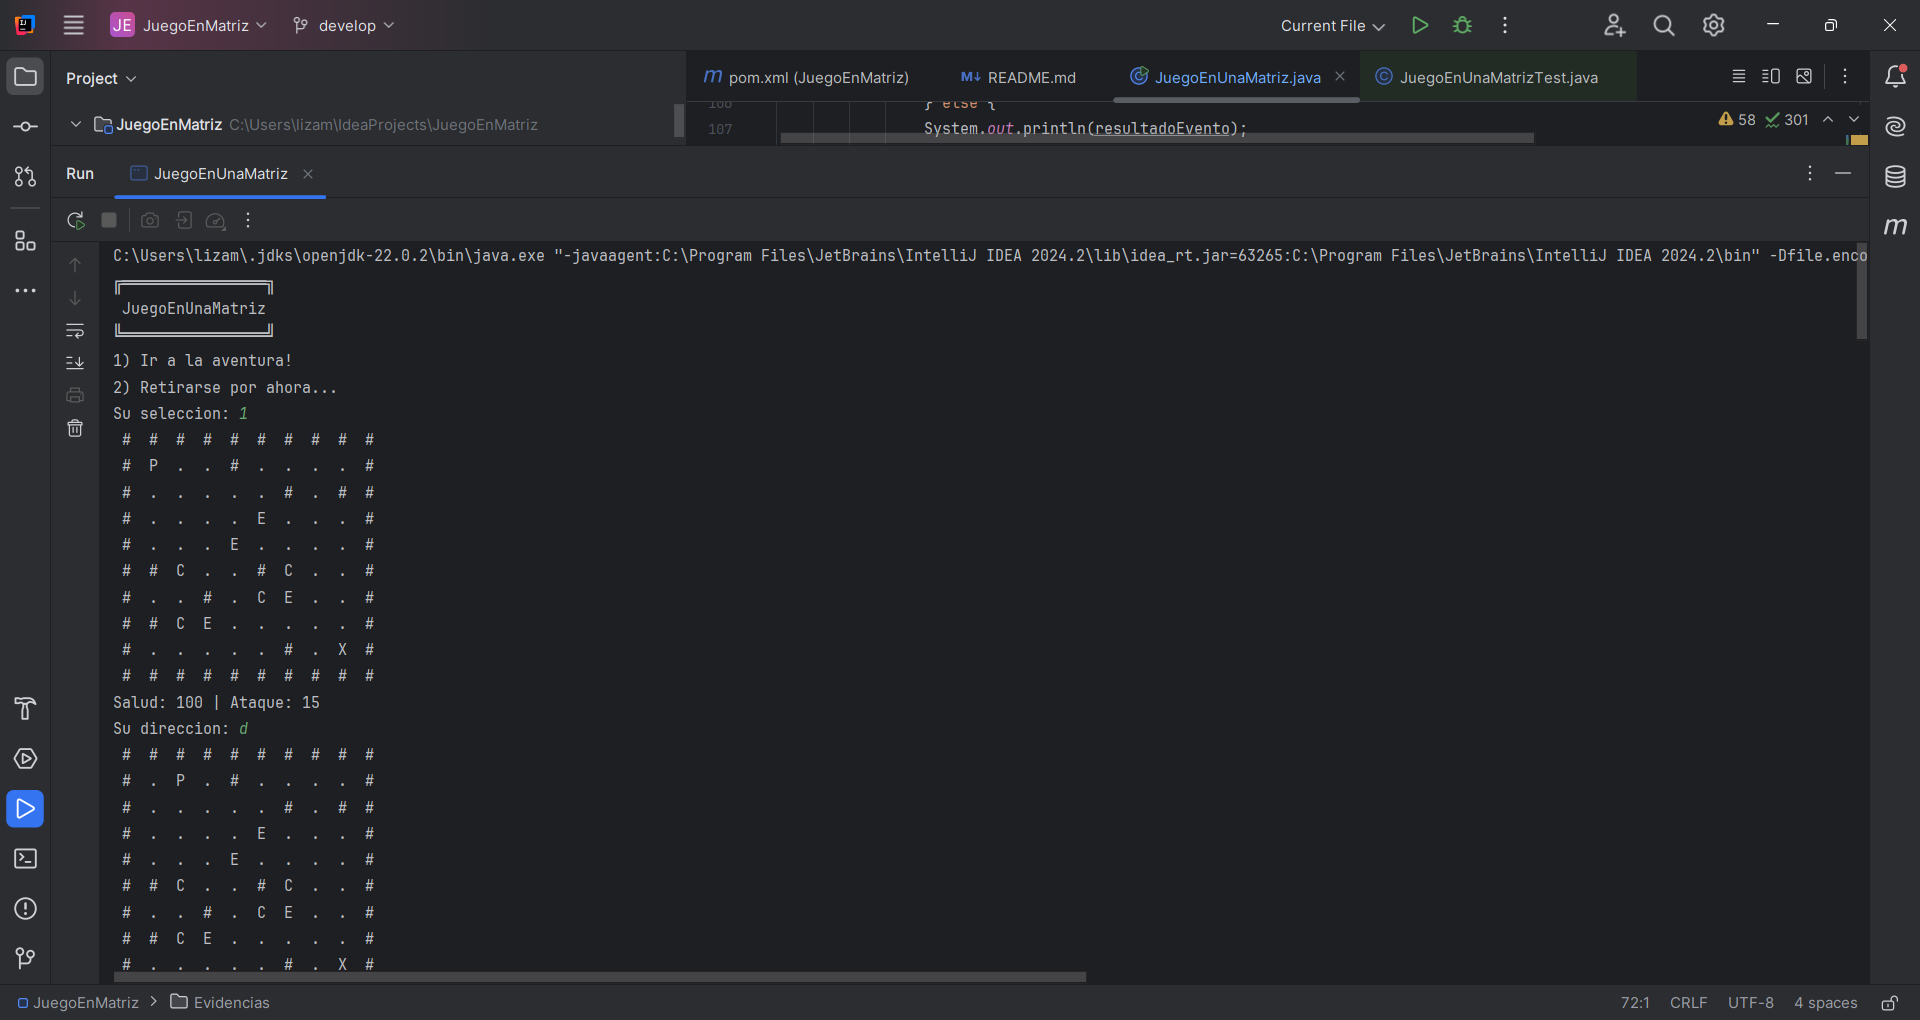 JE JuegoEnMatriz develop Current File
Project
pom.xml (JuegoEnMatriz) README.md JuegoEnUnaMatriz.java JuegoEnUnaMatrizTest.java
JuegoEnMatriz C:\Users\lizam\IdeaProjects\JuegoEnMatriz
106 } else {
107 System.out.println(resultadoEvento);
58 301
Run JuegoEnUnaMatriz
C:\Users\lizam\.jdks\openjdk-22.0.2\bin\java.exe "-javaagent:C:\Program Files\JetBrains\IntelliJ IDEA 2024.2\lib\idea_rt.jar=63265:C:\Program Files\JetBrains\IntelliJ IDEA 2024.2\bin" -Dfile.enco
╔════════════════╗
JuegoEnUnaMatriz
╚════════════════╝
1) Ir a la aventura!
2) Retirarse por ahora...
Su seleccion: 1
# # # # # # # # # #
# P . . # . . . . #
# . . . . . # . # #
# . . . . E . . . #
# . . . E . . . . #
# # C . . # C . . #
# . . # . C E . . #
# # C E . . . . . #
# . . . . . # . X #
# # # # # # # # # #
Salud: 100 | Ataque: 15
Su direccion: d
# # # # # # # # # #
# . P . # . . . . #
# . . . . . # . # #
# . . . . E . . . #
# . . . E . . . . #
# # C . . # C . . #
# . . # . C E . . #
# # C E . . . . . #
# . . . . . # . X #
JuegoEnMatriz > Evidencias 72:1 CRLF UTF-8 4 spaces